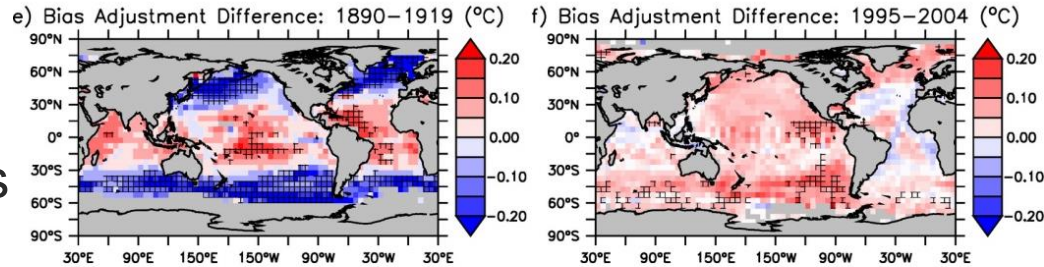 e) Bias Adjustment Difference: 1890–1919 (°C)
90°N
60°N
30°N
0°
30°S
60°S
90°S
30°E 90°E 150°E 150°W 90°W 30°W 30°E
0.20
0.10
0.00
−0.10
−0.20
f) Bias Adjustment Difference: 1995–2004 (°C)
90°N
60°N
30°N
0°
30°S
60°S
90°S
30°E 90°E 150°E 150°W 90°W 30°W 30°E
0.20
0.10
0.00
−0.10
−0.20
s